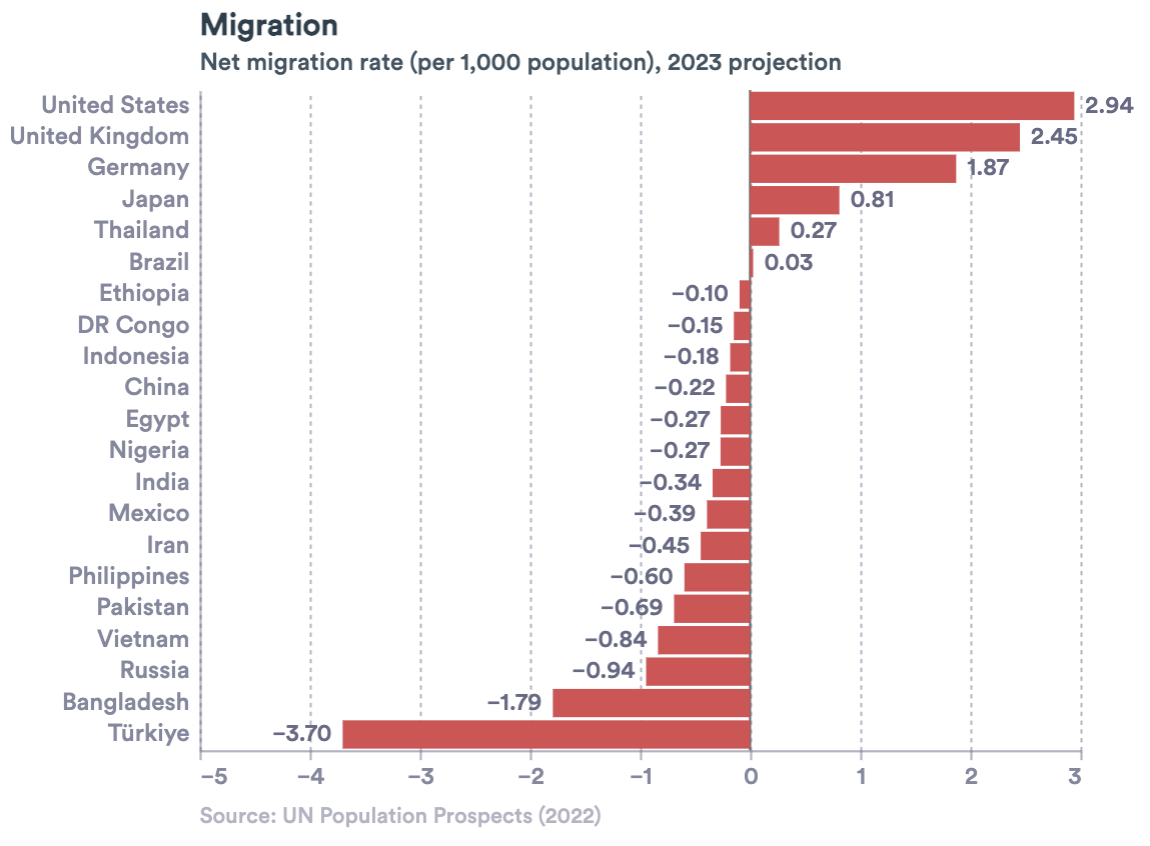 Migration
Net migration rate (per 1,000 population), 2023 projection
United States 2.94
United Kingdom 2.45
Germany 1.87
Japan 0.81
Thailand 0.27
Brazil 0.03
Ethiopia −0.10
DR Congo −0.15
Indonesia −0.18
China −0.22
Egypt −0.27
Nigeria −0.27
India −0.34
Mexico −0.39
Iran −0.45
Philippines −0.60
Pakistan −0.69
Vietnam −0.84
Russia −0.94
Bangladesh −1.79
Türkiye −3.70
−5 −4 −3 −2 −1 0 1 2 3
Source: UN Population Prospects (2022)